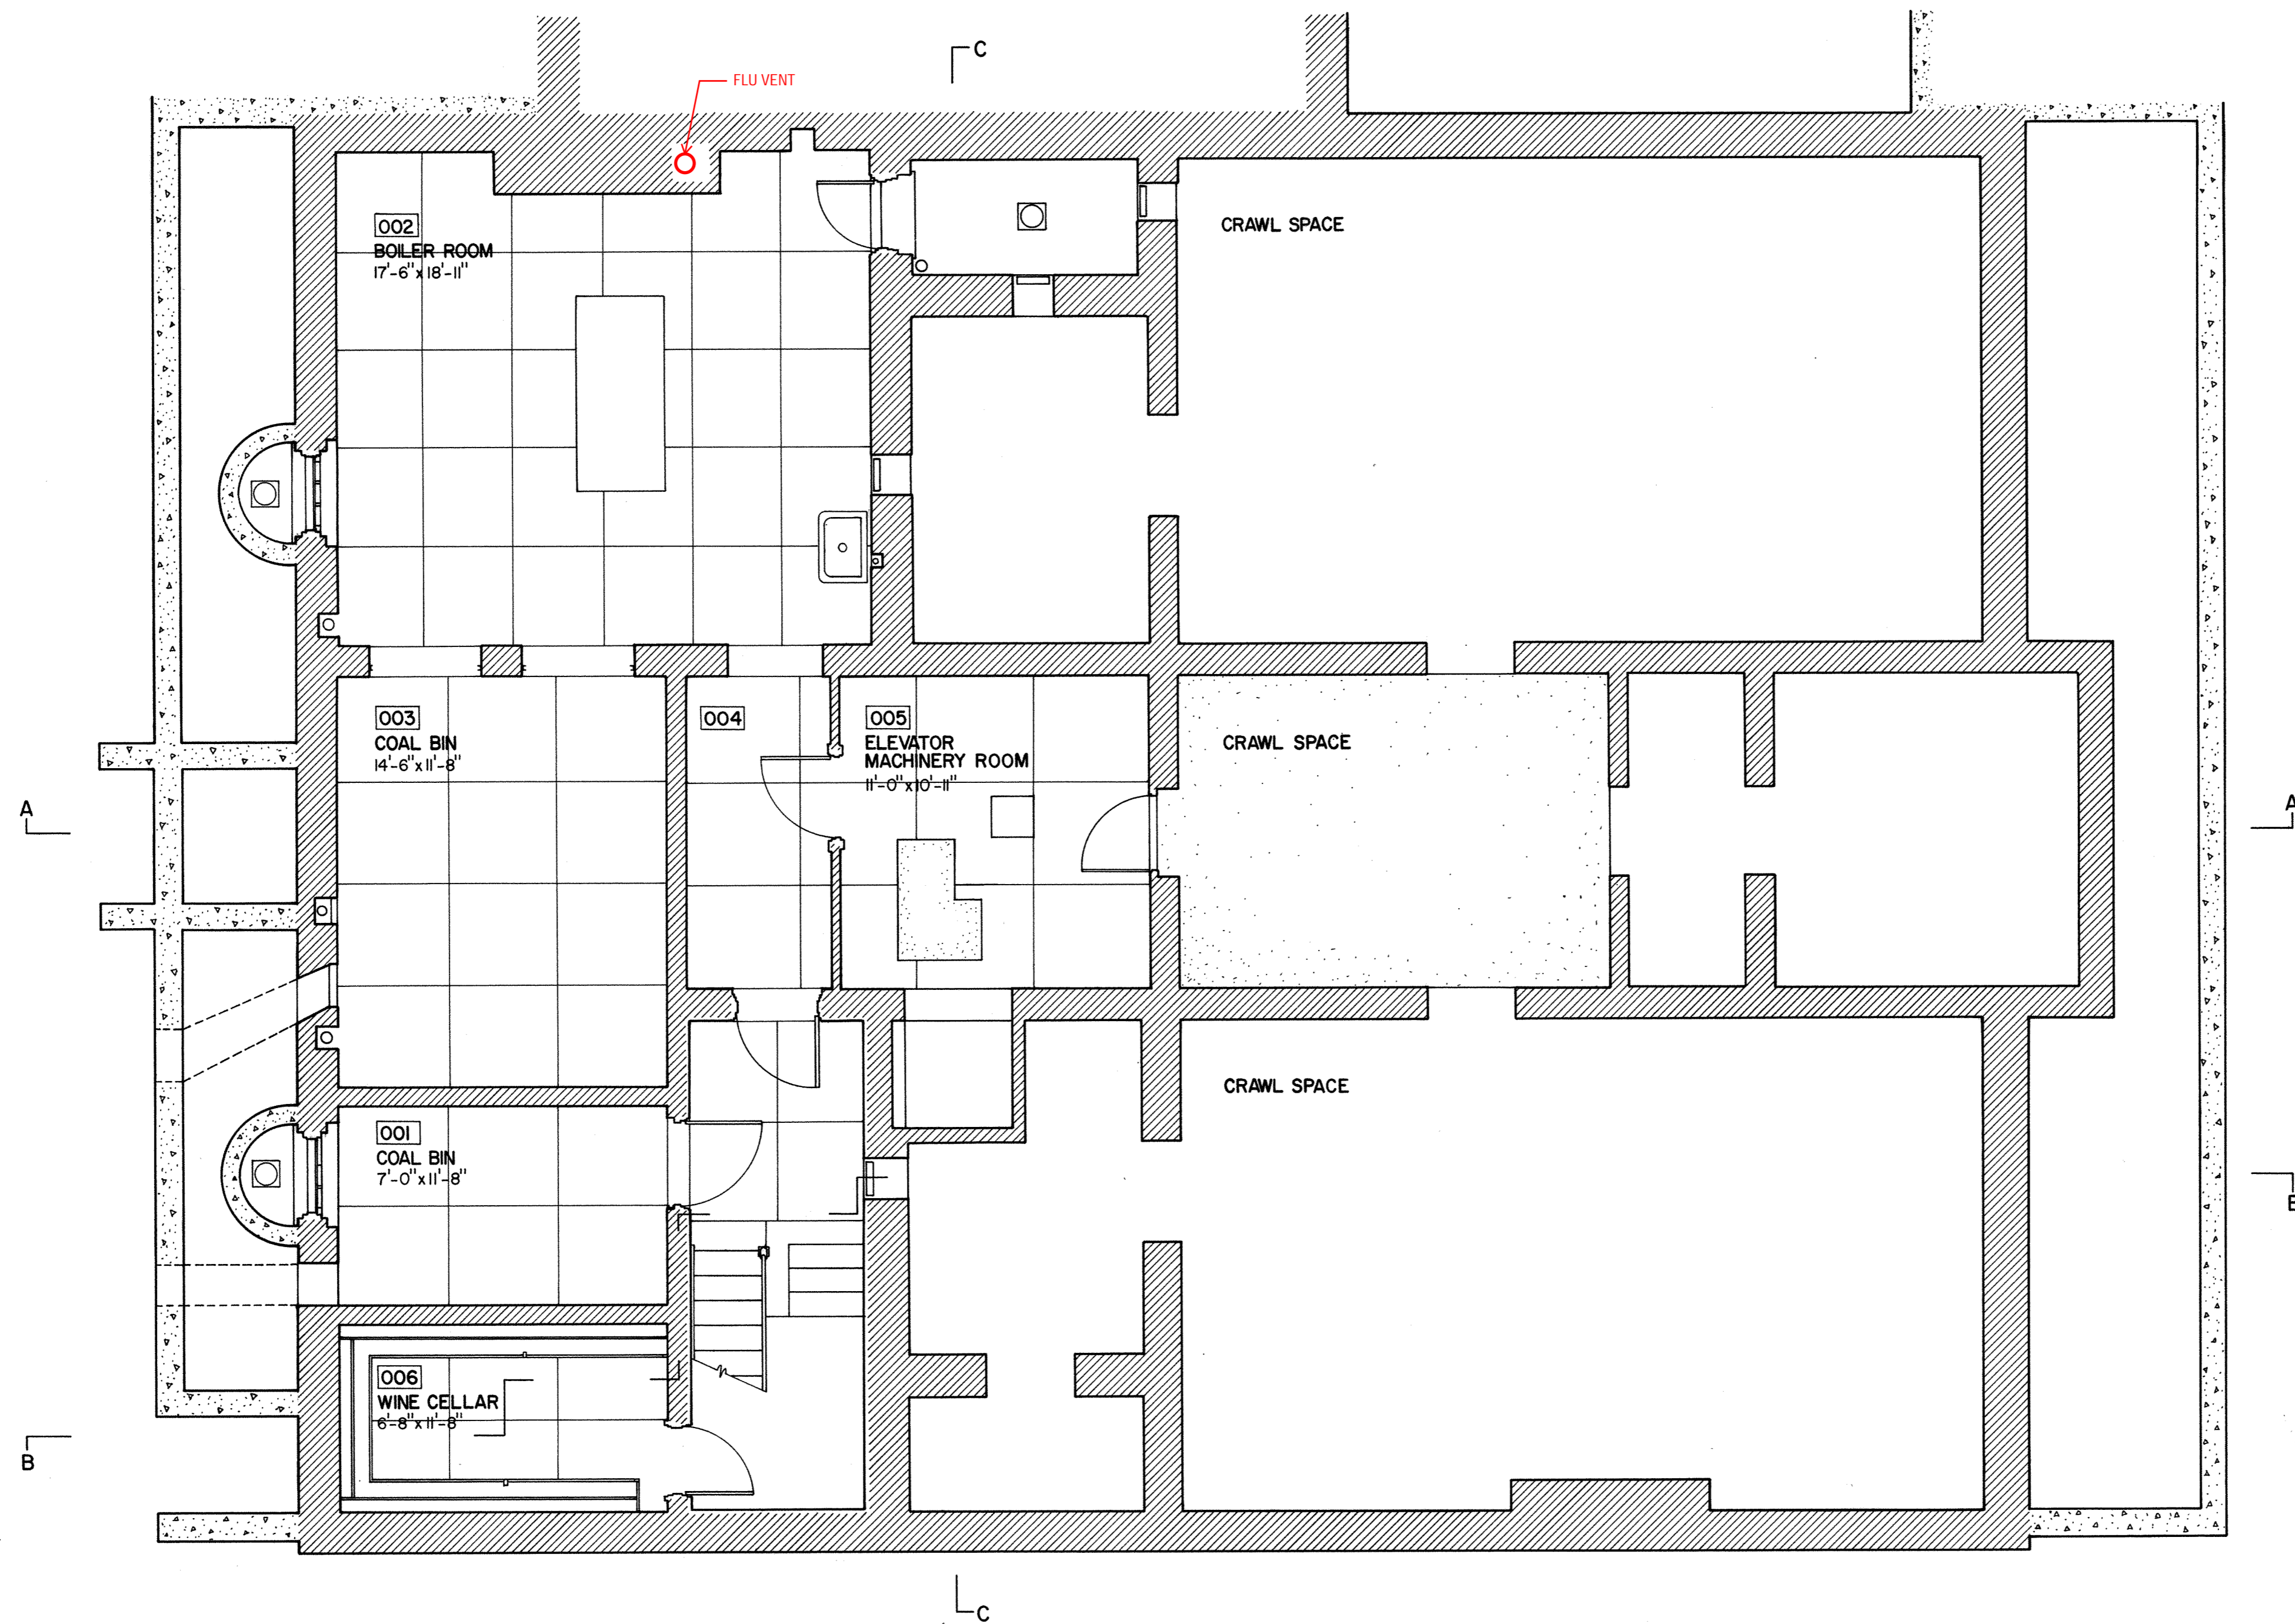 C
FLU VENT
002
BOILER ROOM
17'-6" x 18'-11"
CRAWL SPACE
003
COAL BIN
14'-6" x 11'-8"
004
005
ELEVATOR
MACHINERY ROOM
11'-0" x 10'-11"
CRAWL SPACE
A
A
001
COAL BIN
7'-0" x 11'-8"
CRAWL SPACE
B
006
WINE CELLAR
6'-8" x 11'-8"
B
C